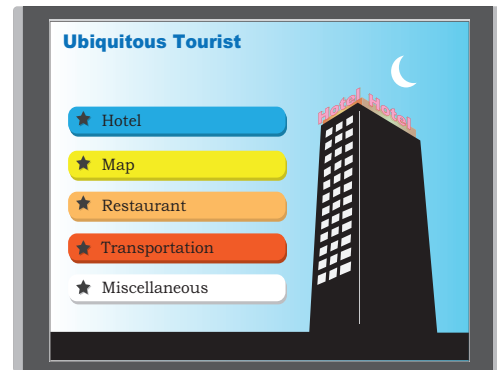 Ubiquitous Tourist
Hotel Hotel
Hotel
Map
Restaurant
Transportation
Miscellaneous